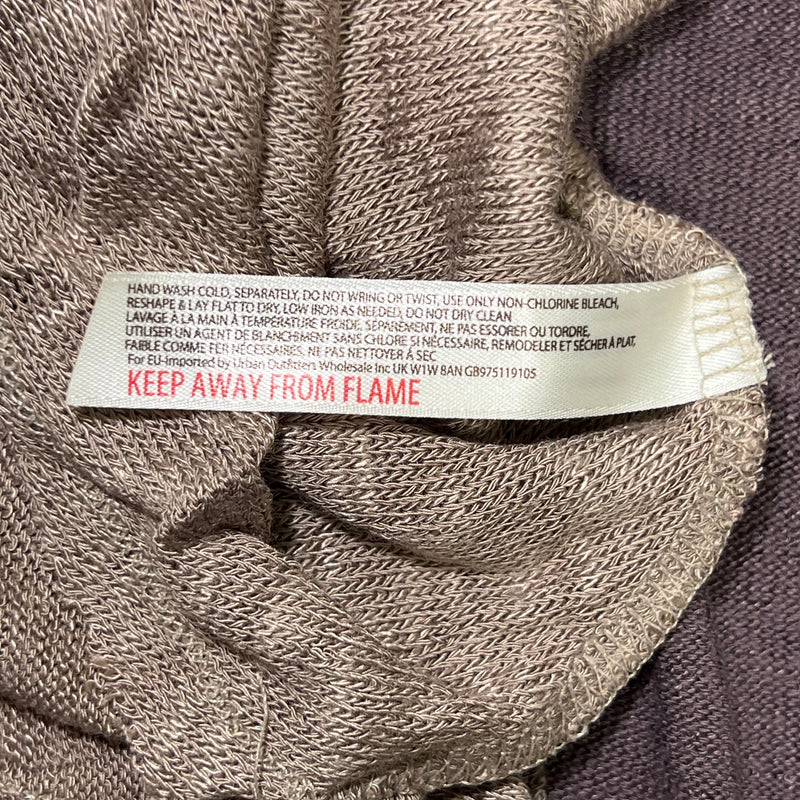 HAND WASH COLD, SEPARATELY, DO NOT WRING OR TWIST, USE ONLY NON-CHLORINE BLEACH,
RESHAPE & LAY FLAT TO DRY, LOW IRON AS NEEDED, DO NOT DRY CLEAN
LAVAGE À LA MAIN À TEMPÉRATURE FROIDE, SÉPARÉMENT, NE PAS ESSORER OU TORDRE,
UTILISER UN AGENT DE BLANCHIMENT SANS CHLORE SI NÉCESSAIRE, REMODELER ET SÉCHER À PLAT,
FAIBLE COMME FER NÉCESSAIRES, NE PAS NETTOYER À SEC
For EU-imported by Urban Outfitters Wholesale Inc UK W1W 8AN GB975119105
KEEP AWAY FROM FLAME